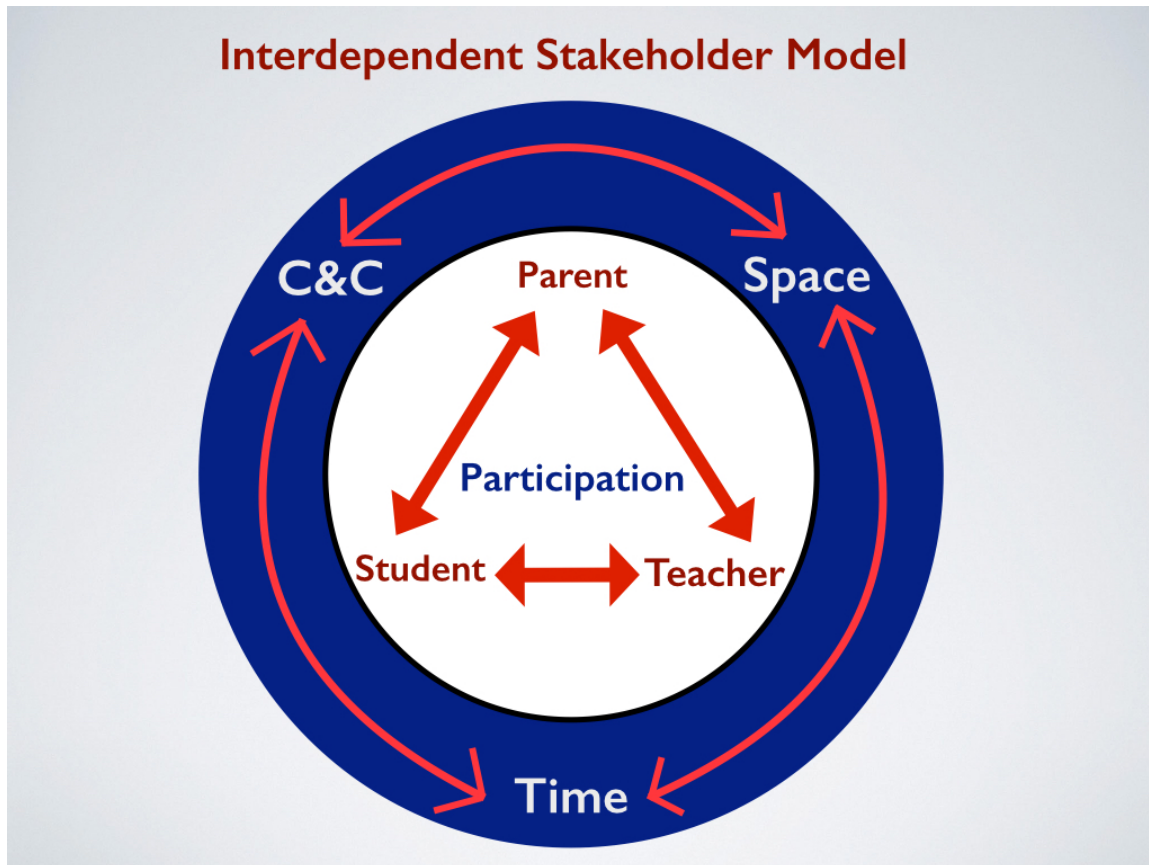 Interdependent Stakeholder Model
C&C
Parent
Space
Participation
Student
Teacher
Time